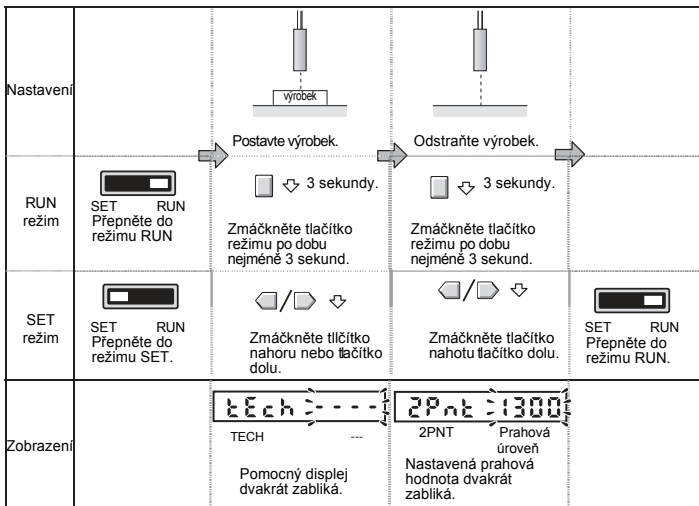 Nastavení
výrobek
Postavte výrobek.
Odstraňte výrobek.
RUN
režim
SET RUN
Přepněte do
režimu RUN
3 sekundy.
Zmáčkněte tlačítko
režimu po dobu
nejméně 3 sekund.
3 sekundy.
Zmáčkněte tlačítko
režimu po dobu
nejméně 3 sekund.
SET
režim
SET RUN
Přepněte do
režimu SET.
/
Zmáčkněte tllčítko
nahoru nebo tlačítko
dolu.
/
Zmáčkněte tlačítko
nahotu tlačítko dolu.
SET RUN
Přepněte do
režimu RUN.
Zobrazení
tECh ----
TECH ---
Pomocný displej
dvakrát zabliká.
2Pnt 1300
2PNT Prahová
úroveň
Nastavená prahová
hodnota dvakrát
zabliká.